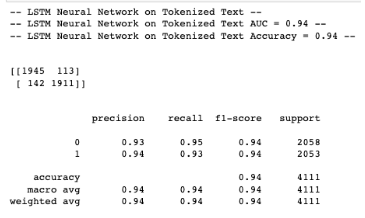 -- LSTM Neural Network on Tokenized Text --
-- LSTM Neural Network on Tokenized Text AUC = 0.94 --
-- LSTM Neural Network on Tokenized Text Accuracy = 0.94 --
[[1945 113]
[ 142 1911]]
precision recall f1-score support
0 0.93 0.95 0.94 2058
1 0.94 0.93 0.94 2053
accuracy 0.94 4111
macro avg 0.94 0.94 0.94 4111
weighted avg 0.94 0.94 0.94 4111